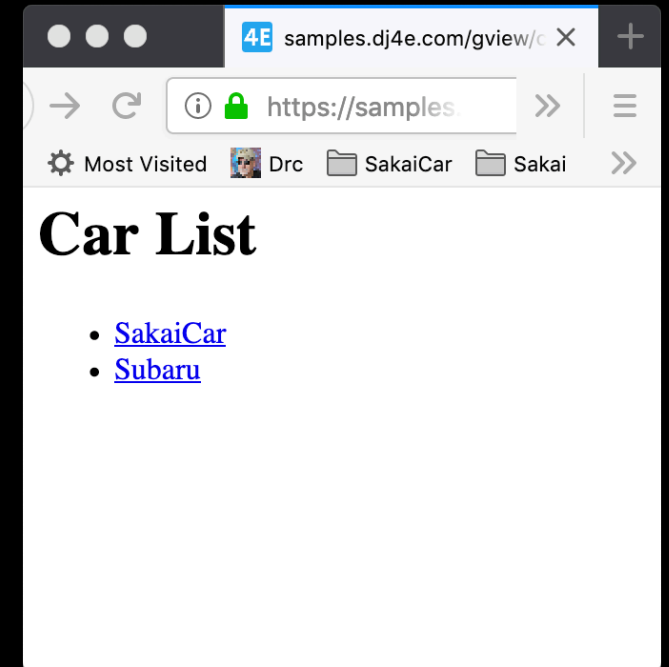 4E samples.dj4e.com/gview/c
https://samples.
Most Visited Drc SakaiCar Sakai
Car List
SakaiCar
Subaru